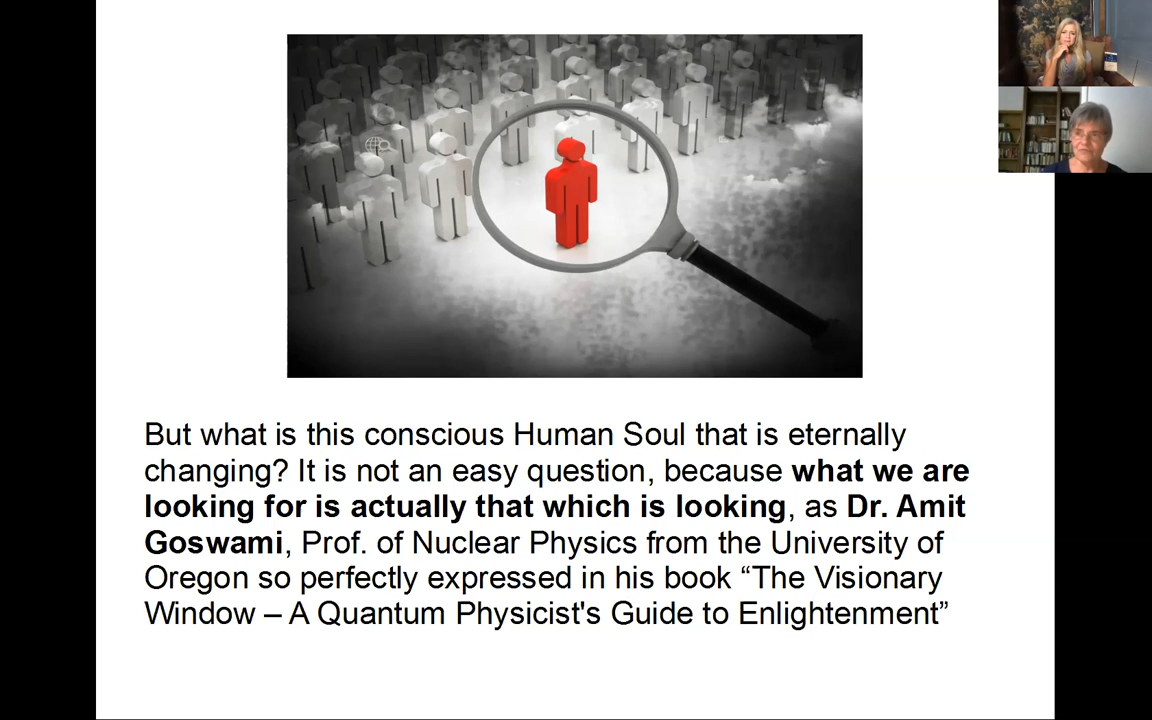 But what is this conscious Human Soul that is eternally
changing? It is not an easy question, because what we are
looking for is actually that which is looking, as Dr. Amit
Goswami, Prof. of Nuclear Physics from the University of
Oregon so perfectly expressed in his book “The Visionary
Window – A Quantum Physicist's Guide to Enlightenment”